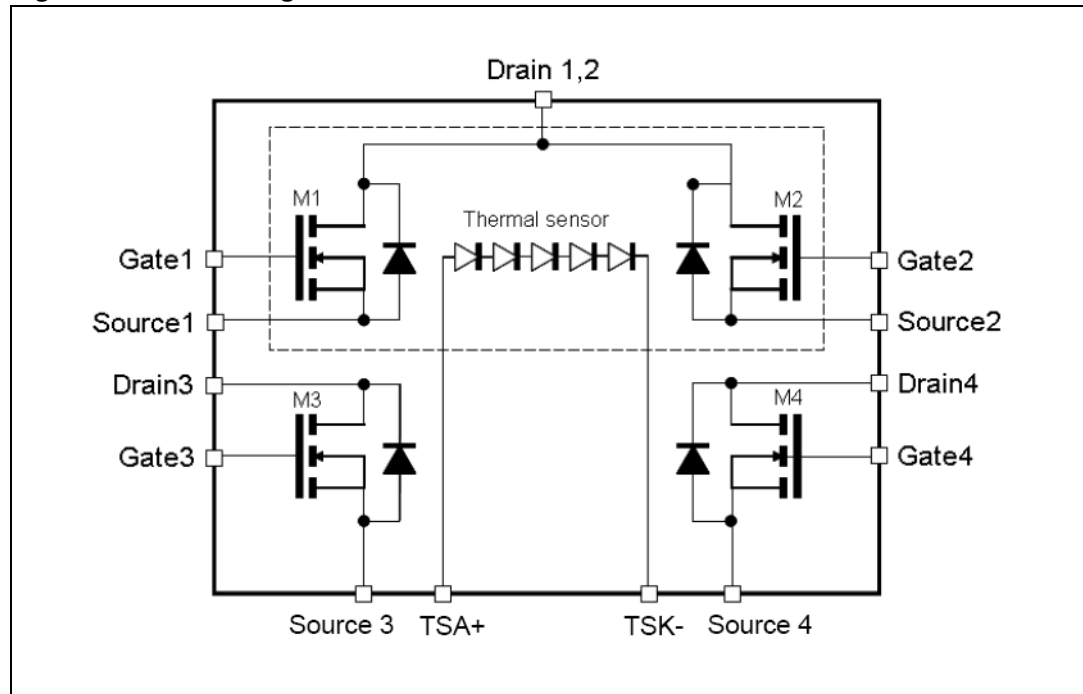 Drain 1,2
M1
M2
Thermal sensor
Gate1
Gate2
Source1
Source2
Drain3
Drain4
M3
M4
Gate3
Gate4
Source 3
TSA+
TSK-
Source 4